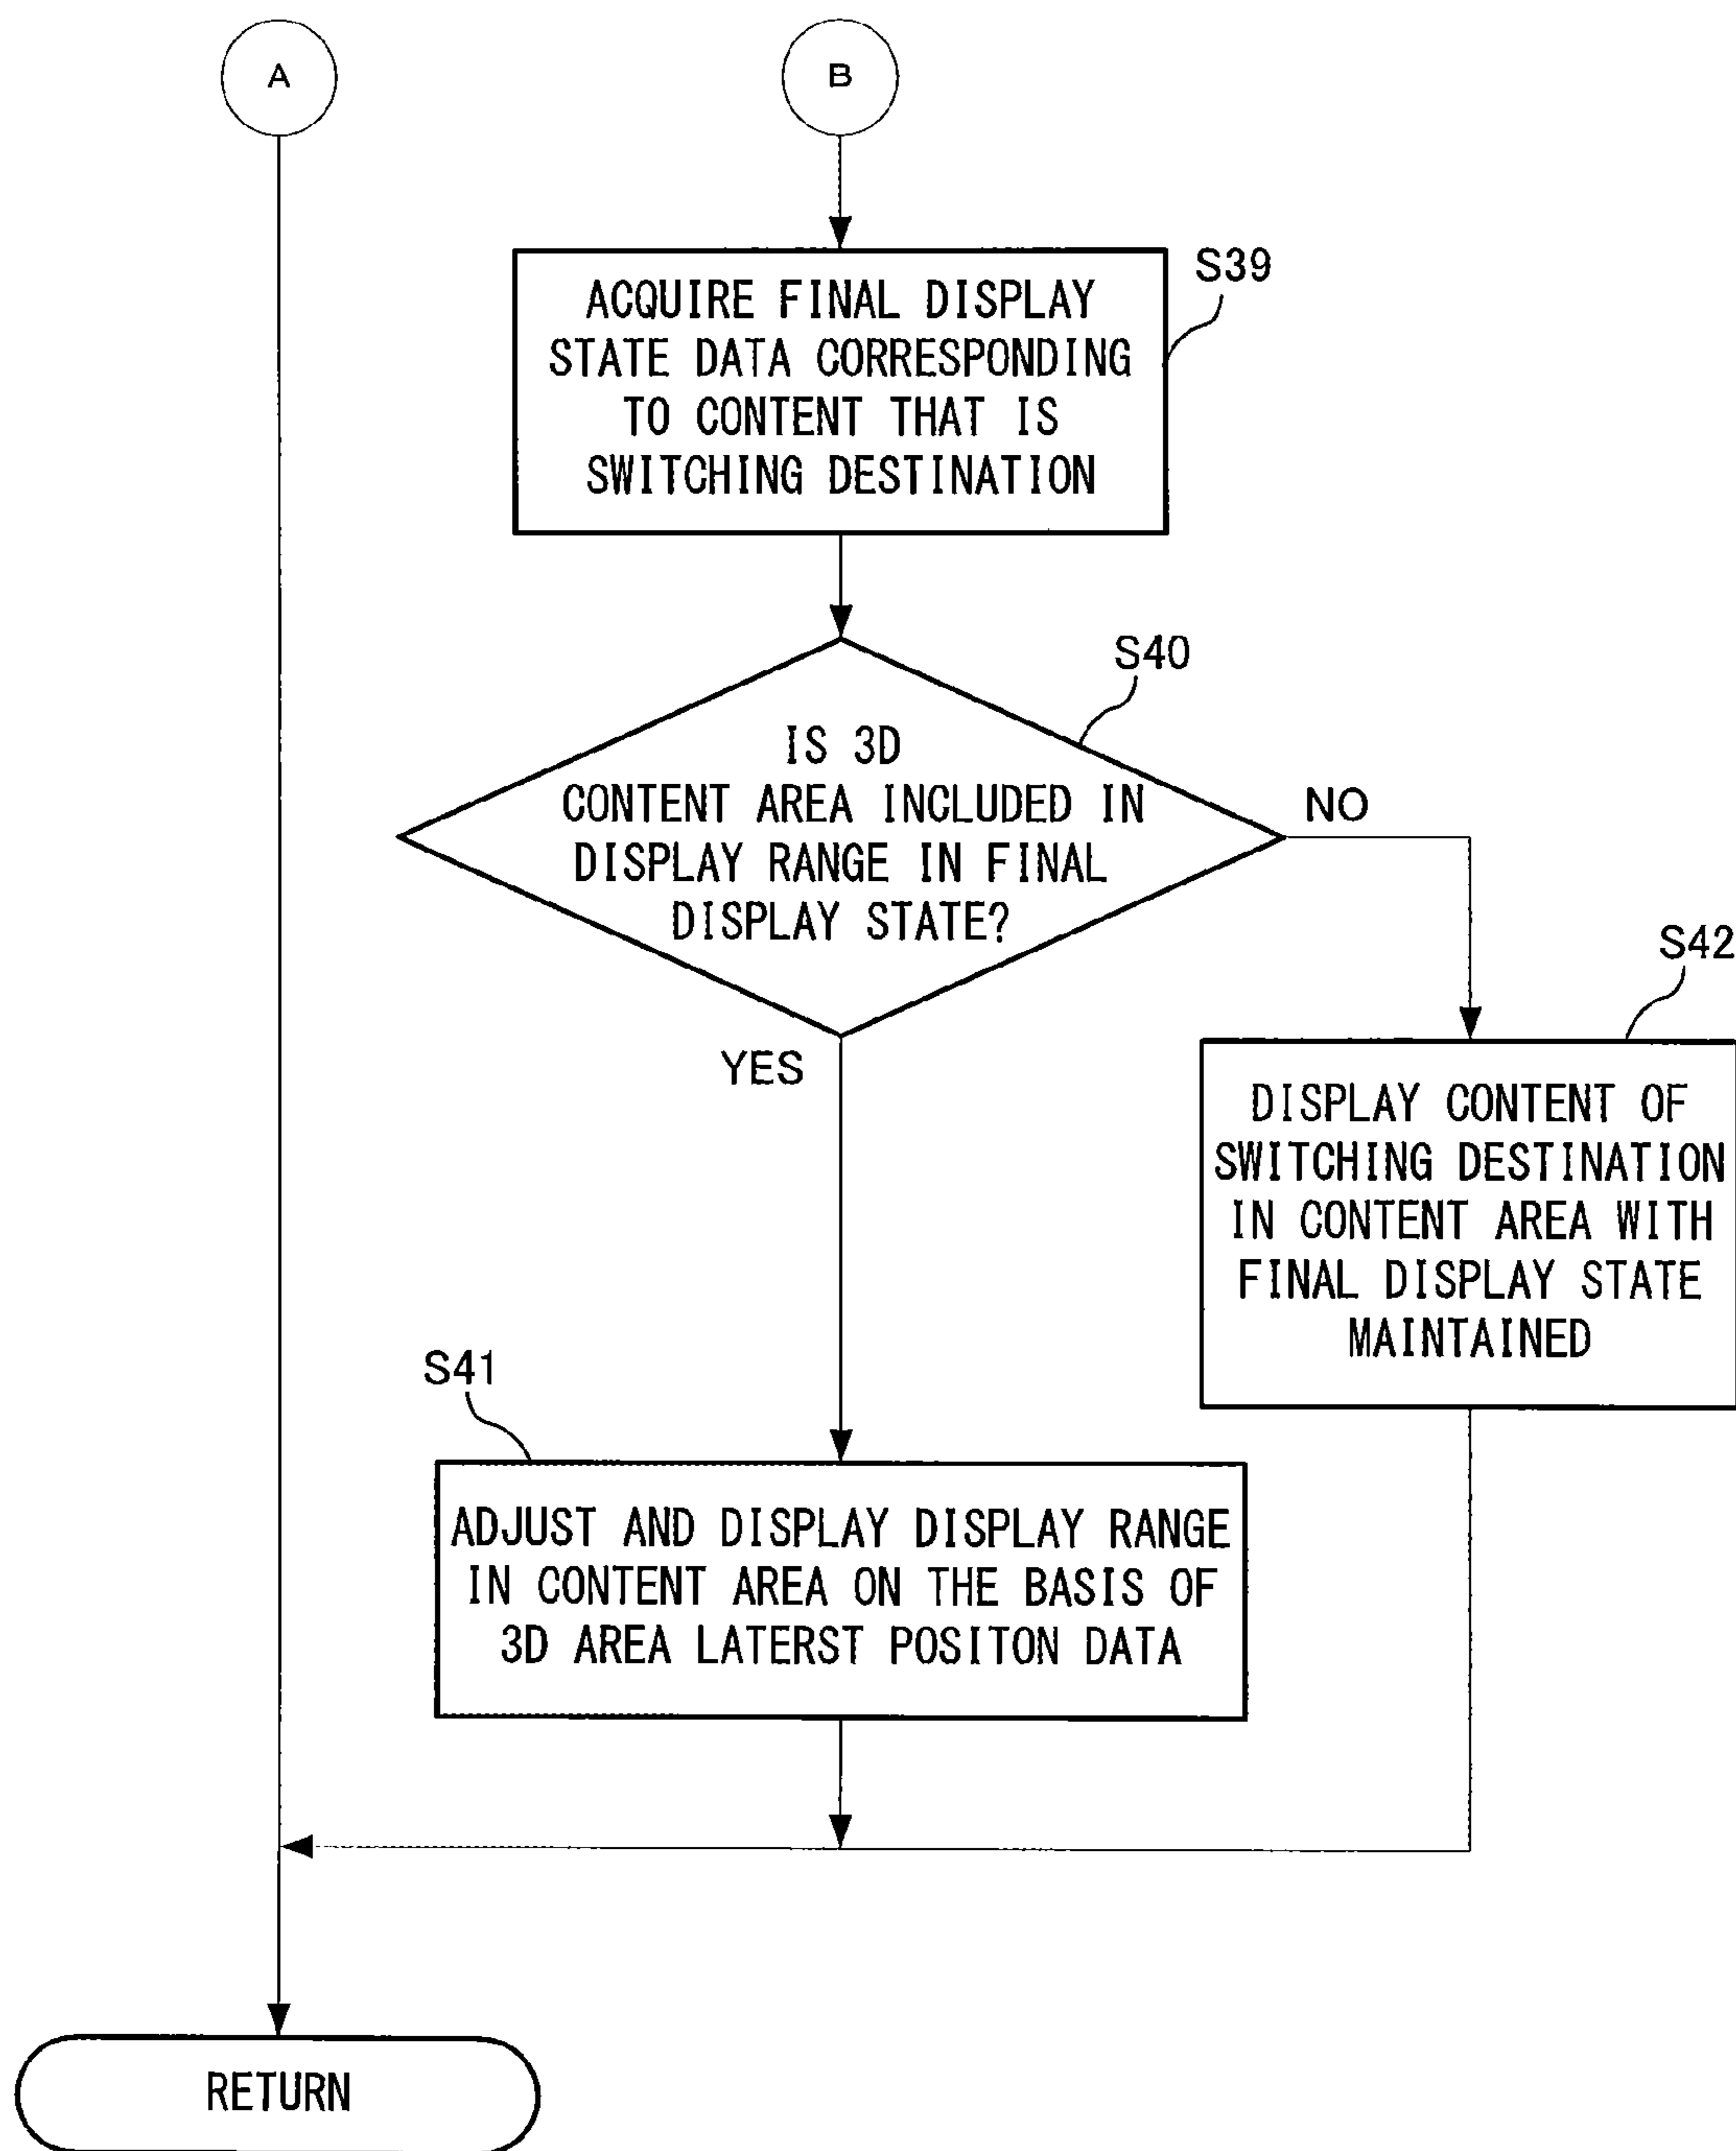 A
B
S39
ACQUIRE FINAL DISPLAY
STATE DATA CORRESPONDING
TO CONTENT THAT IS
SWITCHING DESTINATION
S40
IS 3D
CONTENT AREA INCLUDED IN
DISPLAY RANGE IN FINAL
DISPLAY STATE?
NO
YES
S42
DISPLAY CONTENT OF
SWITCHING DESTINATION
IN CONTENT AREA WITH
FINAL DISPLAY STATE
MAINTAINED
S41
ADJUST AND DISPLAY DISPLAY RANGE
IN CONTENT AREA ON THE BASIS OF
3D AREA LATERST POSITON DATA
RETURN